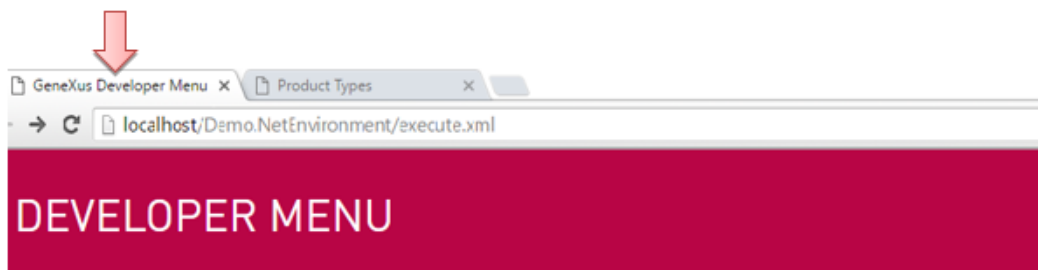 GeneXus Developer Menu Product Types
localhost/Demo.NetEnvironment/execute.xml
DEVELOPER MENU